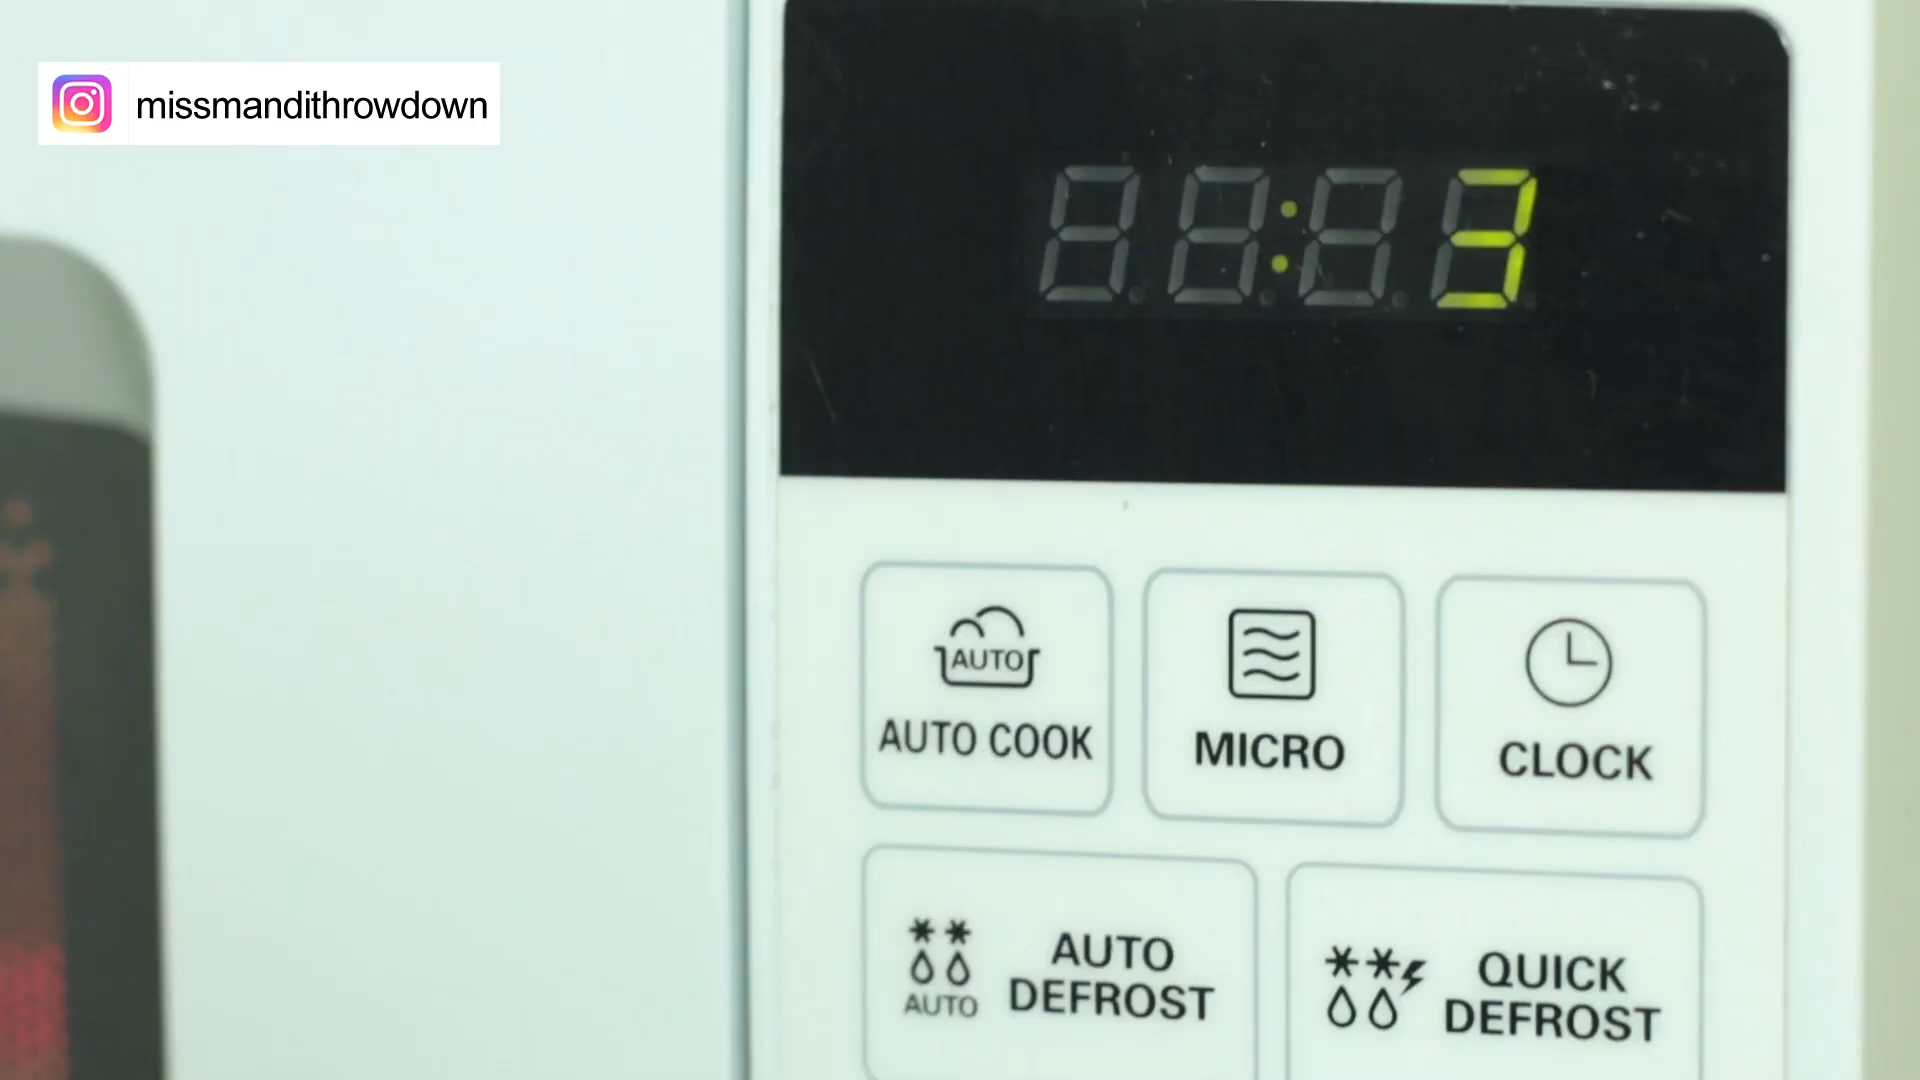 missmandithrowdown
:3
AUTO
AUTO COOK
MICRO
CLOCK
AUTO
AUTO
DEFROST
QUICK
DEFROST